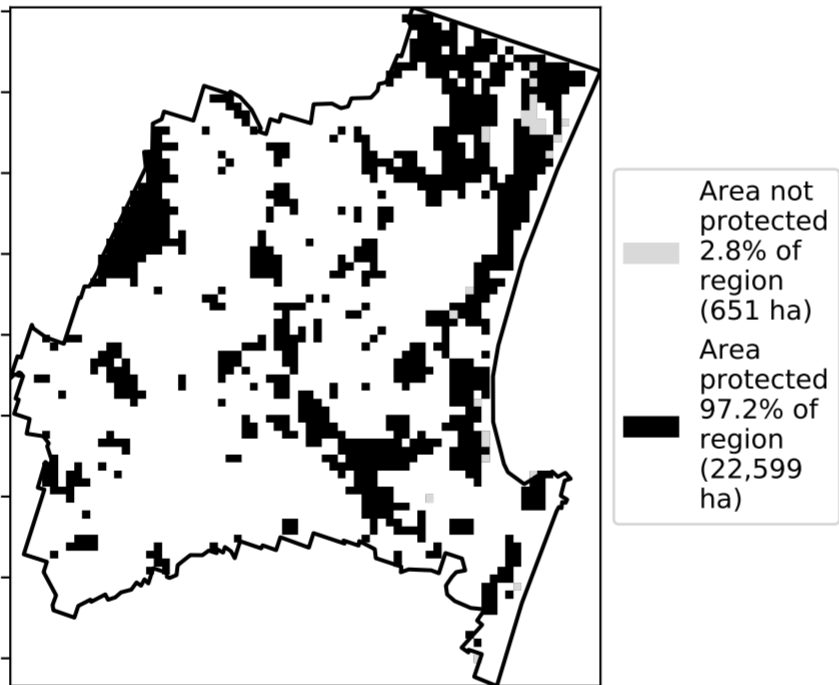 Area not
protected
2.8% of
region
(651 ha)
Area
protected
97.2% of
region
(22,599
ha)